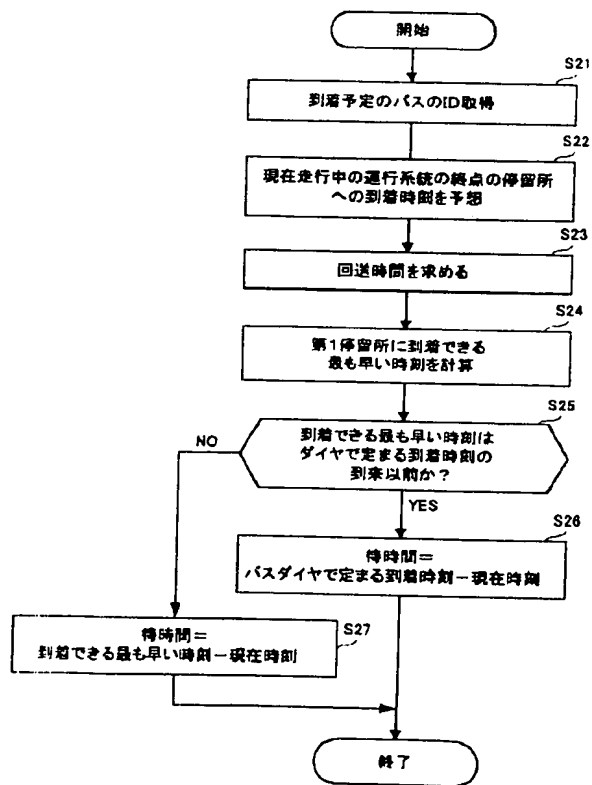 開始
S21
到着予定のバスのID取得
S22
現在走行中の運行系統の終点の停留所
への到着時刻を予想
S23
回送時間を求める
S24
第1停留所に到着できる
最も早い時刻を計算
S25
到着できる最も早い時刻は
ダイヤで定まる到着時刻の
到来以前か?
NO
YES
S26
待時間=
バスダイヤで定まる到着時刻－現在時刻
S27
待時間=
到着できる最も早い時刻－現在時刻
終了